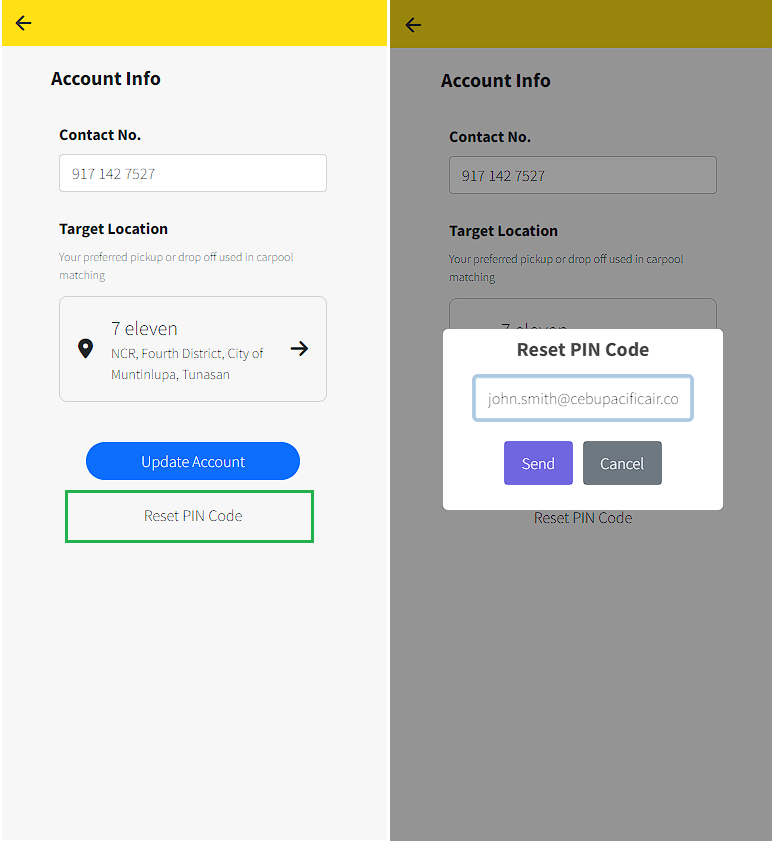 Account Info
Contact No.
917 142 7527
Target Location
Your preferred pickup or drop off used in carpool
matching
7 eleven
NCR, Fourth District, City of
Muntinlupa, Tunasan
Update Account
Reset PIN Code
Account Info
Contact No.
917 142 7527
Target Location
Your preferred pickup or drop off used in carpool
matching
7 eleven
Reset PIN Code
john.smith@cebupacificair.co
Send Cancel
Reset PIN Code